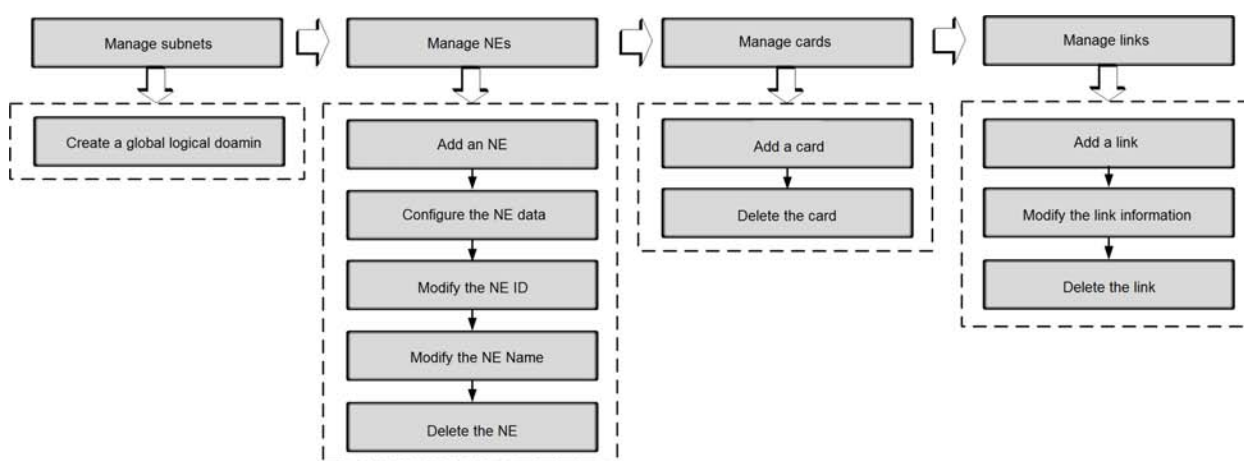 Manage subnets
Manage NEs
Manage cards
Manage links
Create a global logical doamin
Add an NE
Configure the NE data
Modify the NE ID
Modify the NE Name
Delete the NE
Add a card
Delete the card
Add a link
Modify the link information
Delete the link